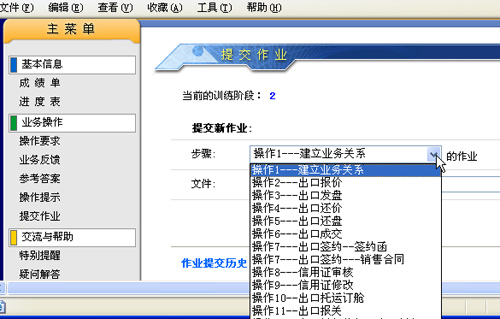 文件(F) 编辑(E) 查看(V) 收藏(A) 工具(T) 帮助(H)
主菜单
基本信息
成绩单
进度表
业务操作
操作要求
业务反馈
参考答案
操作提示
提交作业
交流与帮助
特别提醒
疑问解答
提交作业
当前的训练阶段： 2
提交新作业:
步骤: 操作1---建立业务关系 的作业
文件:
操作1---建立业务关系
操作2---出口报价
操作3---出口发盘
操作4---出口还价
操作5---出口还盘
操作6---出口成交
操作7---出口签约--签约函
操作7---出口签约---销售合同
操作8---信用证审核
操作9---信用证修改
操作10--出口托运订舱
操作11--出口报关
作业提交历史